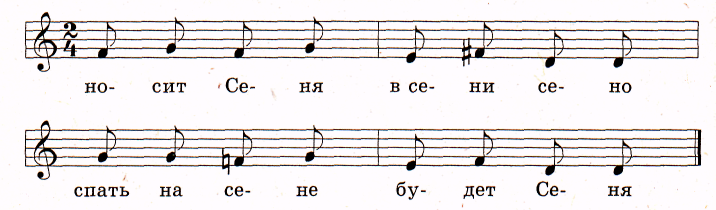 но- сит Се- ня в се- ни се- но
спать на се- не бу- дет Се- ня